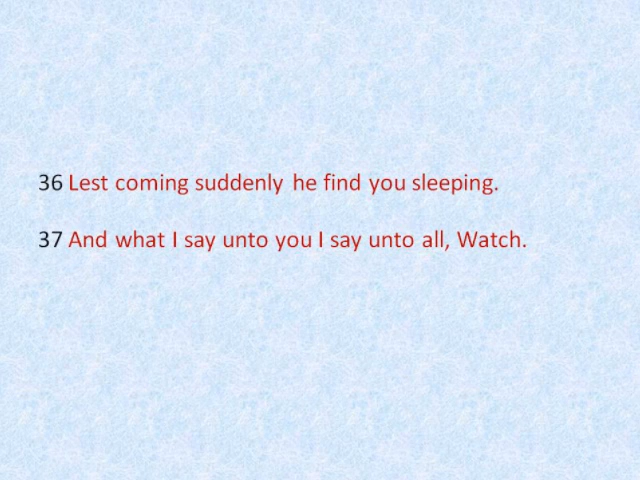 36 Lest coming suddenly he find you sleeping.
37 And what I say unto you I say unto all, Watch.